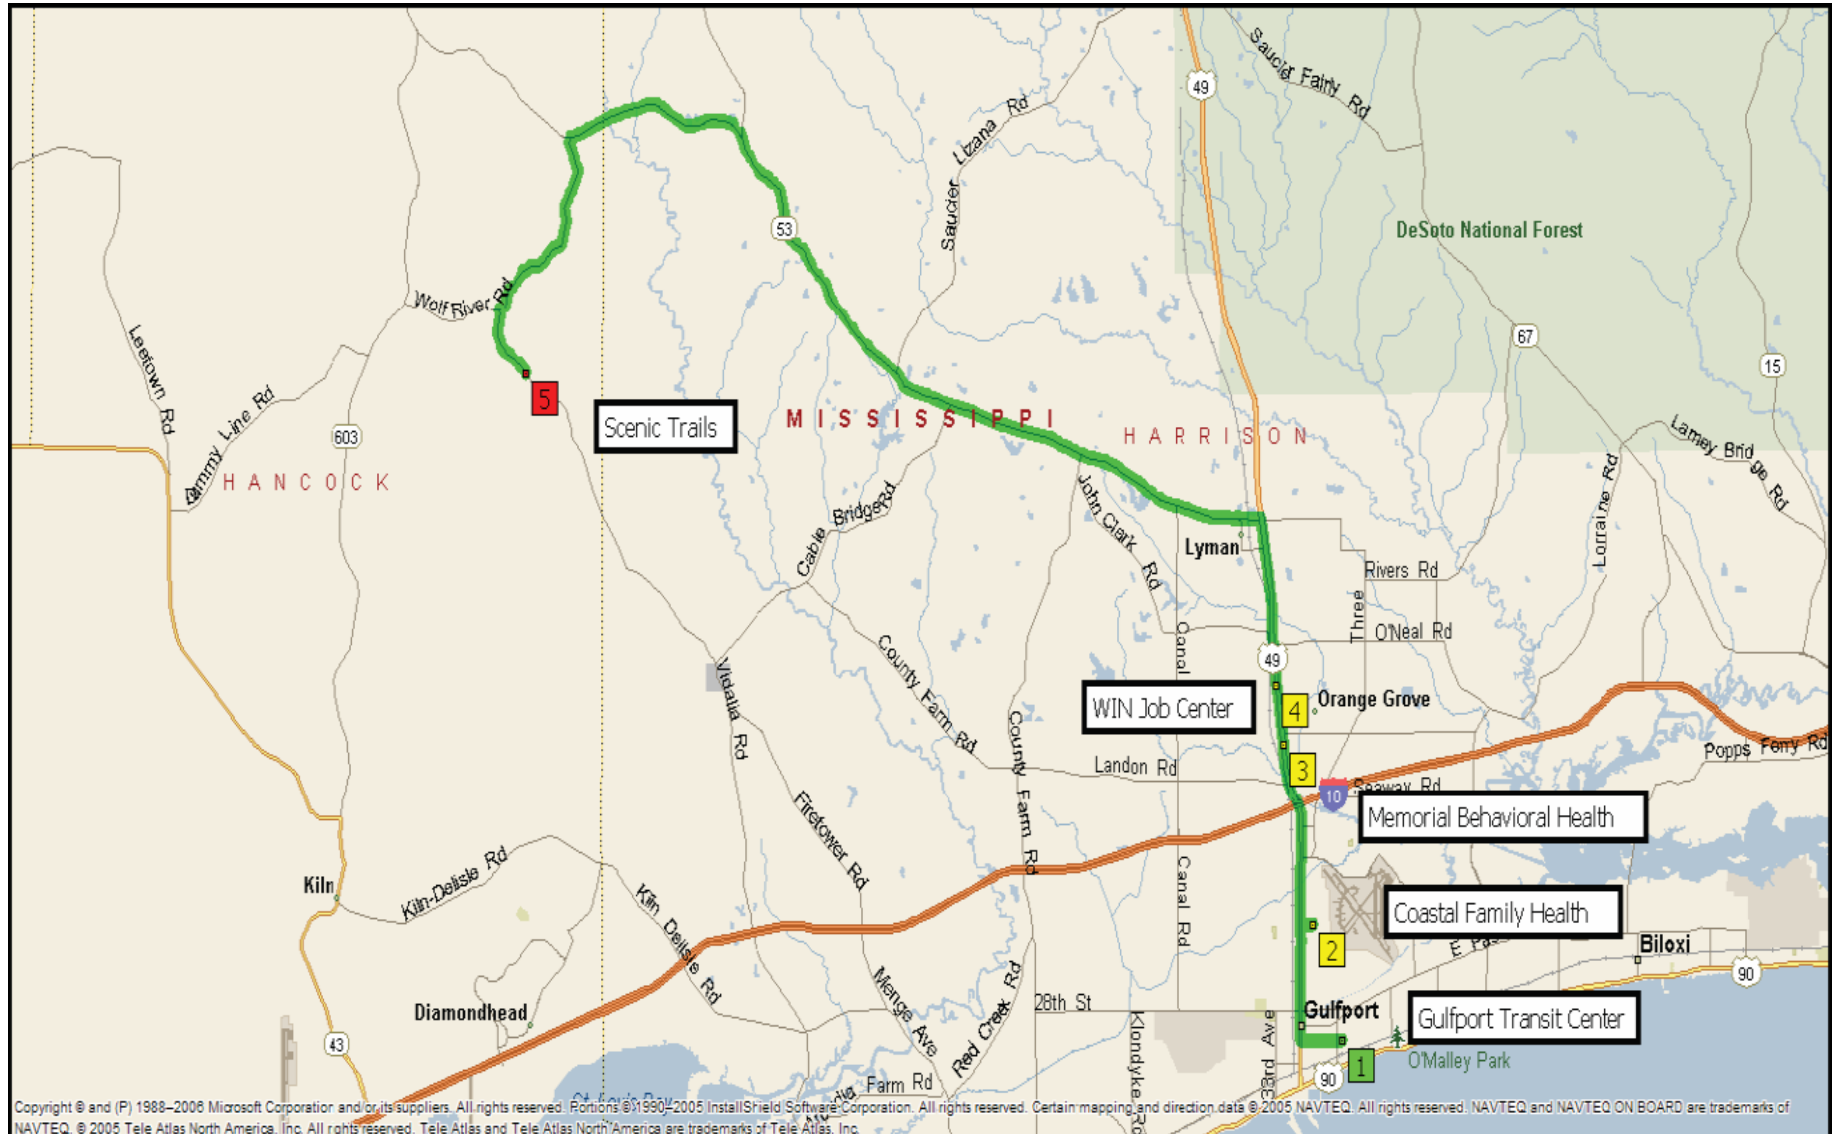 49
Saucier Fairly Rd
Saucier Lizana Rd
DeSoto National Forest
53
Wolf River Rd
67
15
Leetown Rd
5
Scenic Trails
MISSISSIPPI
HARRISON
Line Rd
603
HANCOCK
Lamey Bridge Rd
Lorraine Rd
Cable Bridge Rd
John Clark Rd
Lyman
Rivers Rd
Three
O'Neal Rd
Canal
49
County Farm Rd
Vidalia Rd
WIN Job Center
4
Orange Grove
County Farm Rd
Landon Rd
3
Popps Ferry Rd
Seaway Rd
10
Memorial Behavioral Health
Firetower Rd
Kiln
Kiln-Delisle Rd
Kiln Delisle Rd
Canal Rd
Coastal Family Health
2
E Pas
Biloxi
90
Menge Ave
Red Creek Rd
28th St
Klondyke Rd
33rd Ave
Gulfport
Gulfport Transit Center
Diamondhead
43
1
O'Malley Park
90
Farm Rd
St Louis Bay
Copyright © and (P) 1988–2006 Microsoft Corporation and/or its suppliers. All rights reserved. Portions © 1990–2005 InstallShield Software Corporation. All rights reserved. Certain mapping and direction data © 2005 NAVTEQ. All rights reserved. NAVTEQ and NAVTEQ ON BOARD are trademarks of
NAVTEQ. © 2005 Tele Atlas North America, Inc. All rights reserved. Tele Atlas and Tele Atlas North America are trademarks of Tele Atlas, Inc.